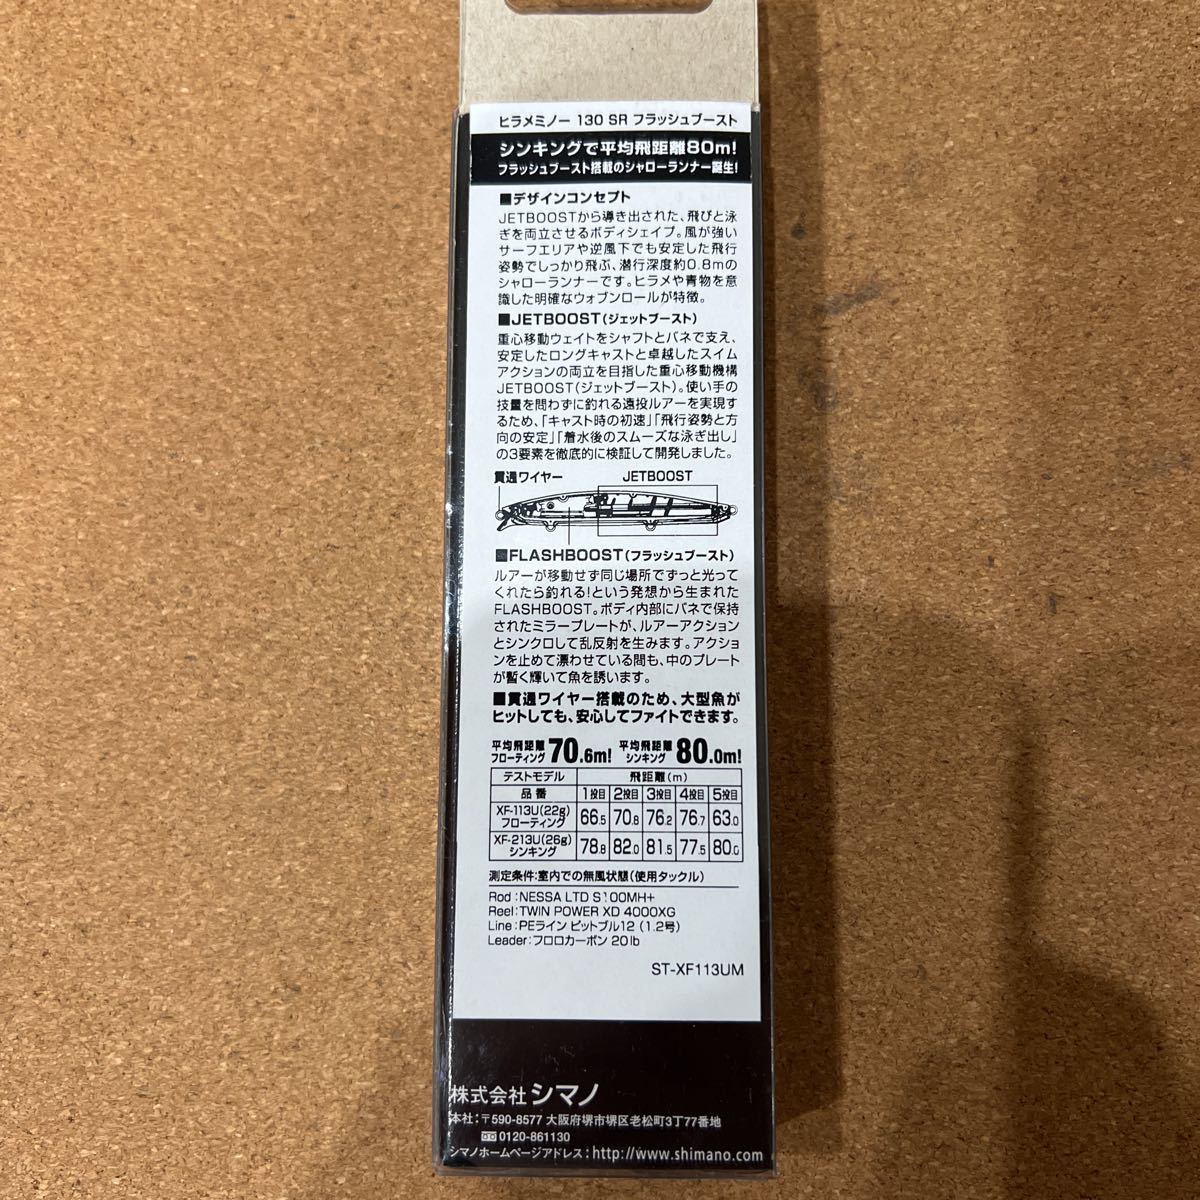 ヒラメミノー 130 SR フラッシュブースト
シンキングで平均飛距離80m!
フラッシュブースト搭載のシャローランナー誕生!
■デザインコンセプト
JETBOOSTから導き出された、飛びと泳
ぎを両立させるボディシェイプ。風が強い
サーフエリアや逆風下でも安定した飛行
姿勢でしっかり飛ぶ、潜行深度約0.8mの
シャローランナーです。ヒラメや青物を意
識した明確なウォブンロールが特徴。
■JETBOOST(ジェットブースト)
重心移動ウェイトをシャフトとバネで支え、
安定したロングキャストと卓越したスイム
アクションの両立を目指した重心移動機構
JETBOOST(ジェットブースト)。使い手の
技量を問わずに釣れる遠投ルアーを実現す
るため、「キャスト時の初速」「飛行姿勢と方
向の安定」「着水後のスムーズな泳ぎ出し」
の3要素を徹底的に検証して開発しました。
貫通ワイヤー JETBOOST
■FLASHBOOST(フラッシュブースト)
ルアーが移動せず同じ場所でずっと光って
くれたら釣れる!という発想から生まれた
FLASHBOOST。ボディ内部にバネで保持
されたミラープレートが、ルアーアクション
とシンクロして乱反射を生みます。アクショ
ンを止めて漂わせている間も、中のプレート
が暫く輝いて魚を誘います。
■貫通ワイヤー搭載のため、大型魚が
ヒットしても、安心してファイトできます。
平均飛距離 フローティング 70.6m! 平均飛距離 シンキング 80.0m!
テストモデル 飛距離(m)
品番 1投目 2投目 3投目 4投目 5投目
XF-113U(22g) フローティング 66.5 70.8 76.2 76.7 63.0
XF-213U(26g) シンキング 78.8 82.0 81.5 77.5 80.0
測定条件:室内での無風状態(使用タックル)
Rod:NESSA LTD S100MH+
Reel:TWIN POWER XD 4000XG
Line:PEライン ピットブル12 (1.2号)
Leader:フロロカーボン 20lb
ST-XF113UM
株式会社シマノ
本社:〒590-8577 大阪府堺市堺区老松町3丁77番地
0120-861130
シマノホームページアドレス:http://www.shimano.com